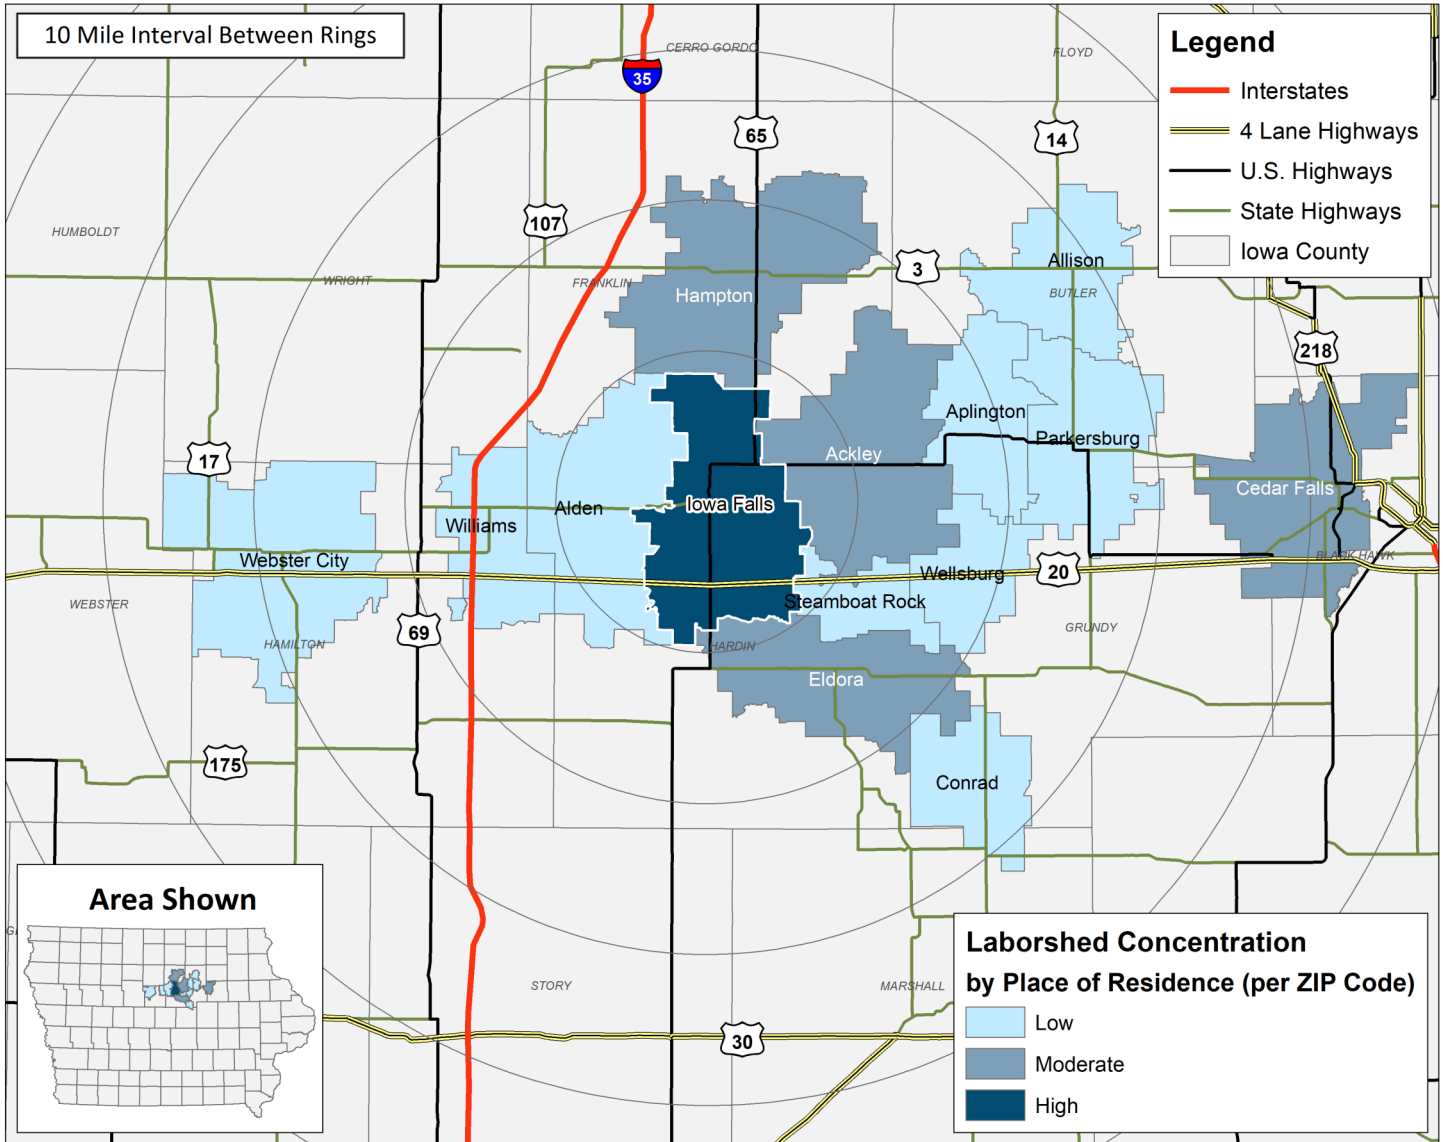 10 Mile Interval Between Rings
CERRO GORDO
FLOYD
Legend
Interstates
4 Lane Highways
U.S. Highways
State Highways
Iowa County
35
65
14
107
HUMBOLDT
3
Allison
WRIGHT
FRANKLIN
Hampton
BUTLER
218
Aplington
Parkersburg
17
Ackley
Cedar Falls
Iowa Falls
Alden
Williams
Webster City
BLACK HAWK
Wellsburg
20
WEBSTER
Steamboat Rock
69
GRUNDY
HAMILTON
HARDIN
Eldora
175
Conrad
Area Shown
STORY
MARSHALL
30
Laborshed Concentration
by Place of Residence (per ZIP Code)
Low
Moderate
High